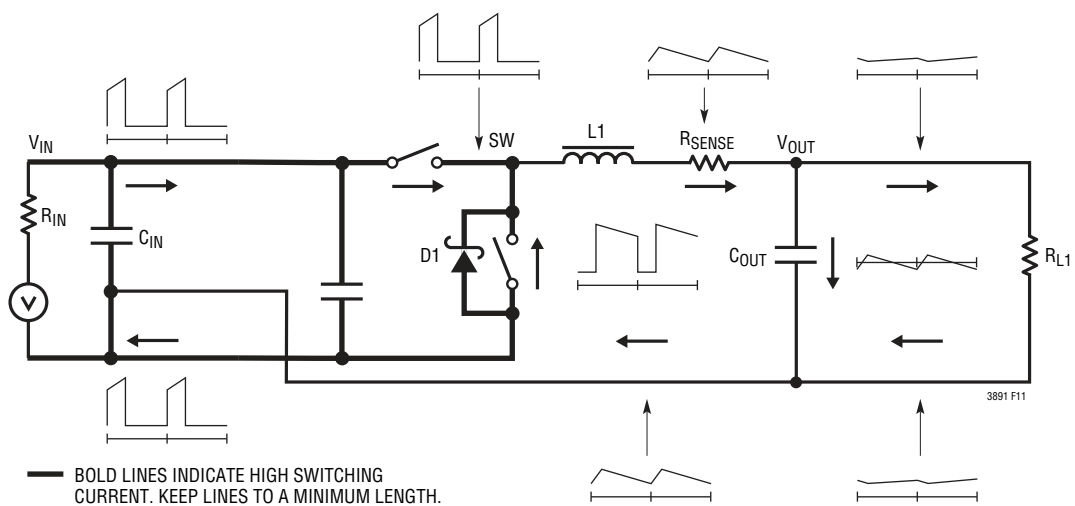 SW
L1
RSENSE
VOUT
VIN
RIN
CIN
D1
COUT
RL1
V
3891 F11
BOLD LINES INDICATE HIGH SWITCHING
CURRENT. KEEP LINES TO A MINIMUM LENGTH.